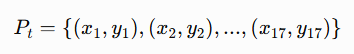 P_t = {(x_1, y_1), (x_2, y_2), ..., (x_17, y_17)}